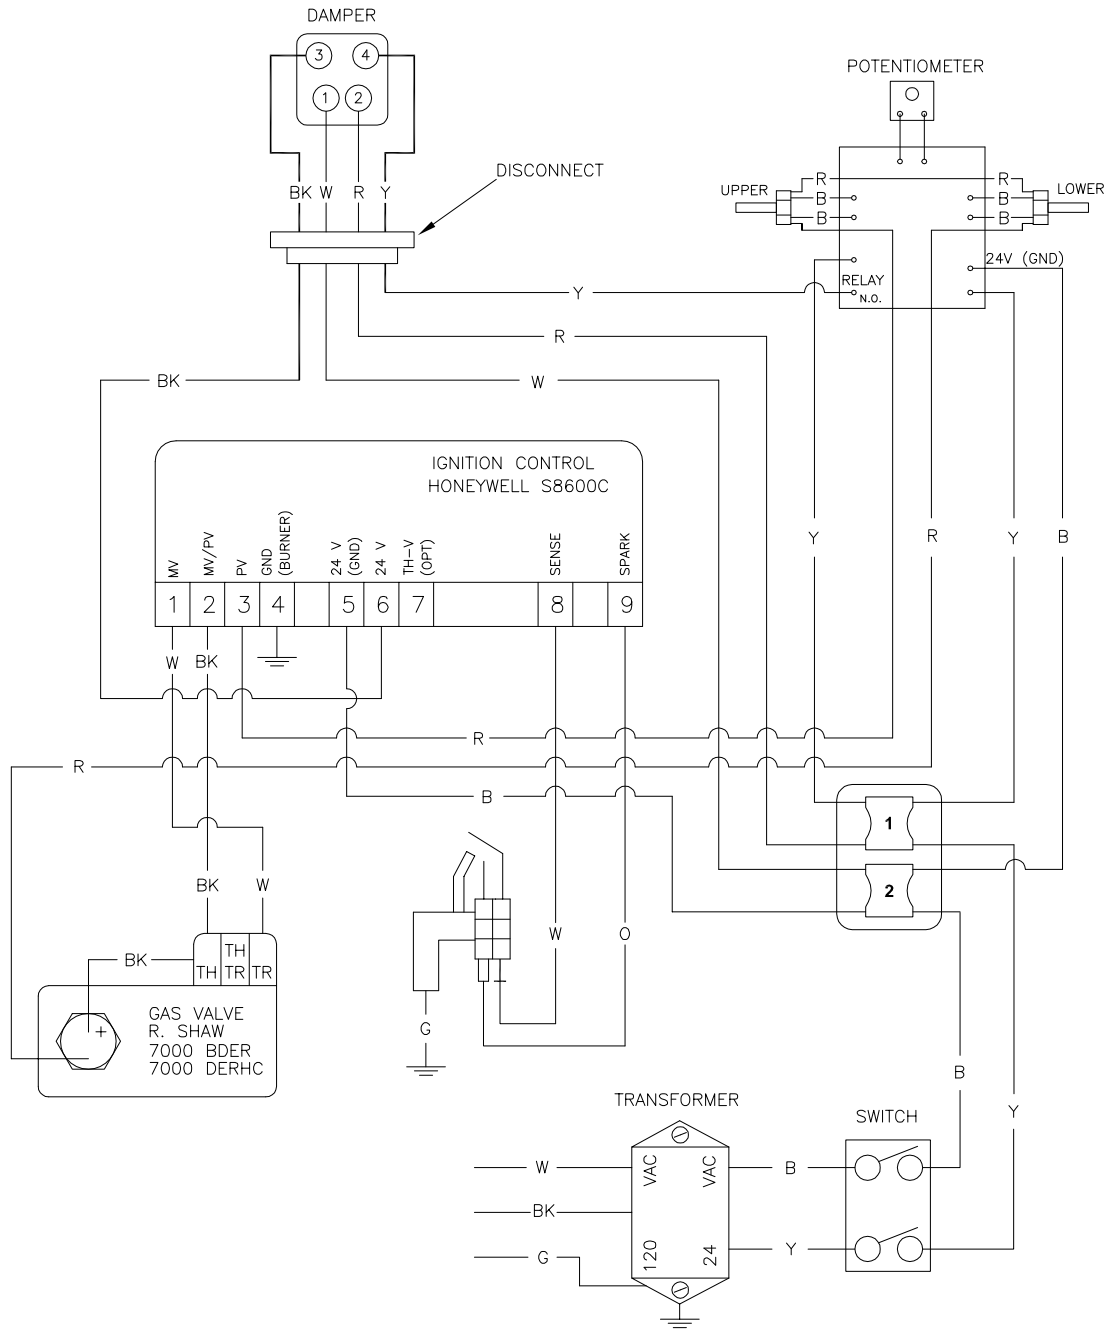 DAMPER
3 4
1 2
BK W R Y
DISCONNECT
POTENTIOMETER
UPPER
LOWER
R R
B B
B B
24V (GND)
RELAY
N.O.
Y
R
BK
W
IGNITION CONTROL
HONEYWELL S8600C
MV
MV/PV
PV
GND
(BURNER)
24 V
(GND)
24 V
TH-V
(OPT)
SENSE
SPARK
1 2 3 4 5 6 7 8 9
Y R Y B
W BK
R
R
B
1
2
BK W
W O
BK
TH
TH TR TR
GAS VALVE
R. SHAW
7000 BDER
7000 DERHC
G
B
Y
TRANSFORMER
SWITCH
W
VAC
VAC
B
BK
G
120
24
Y